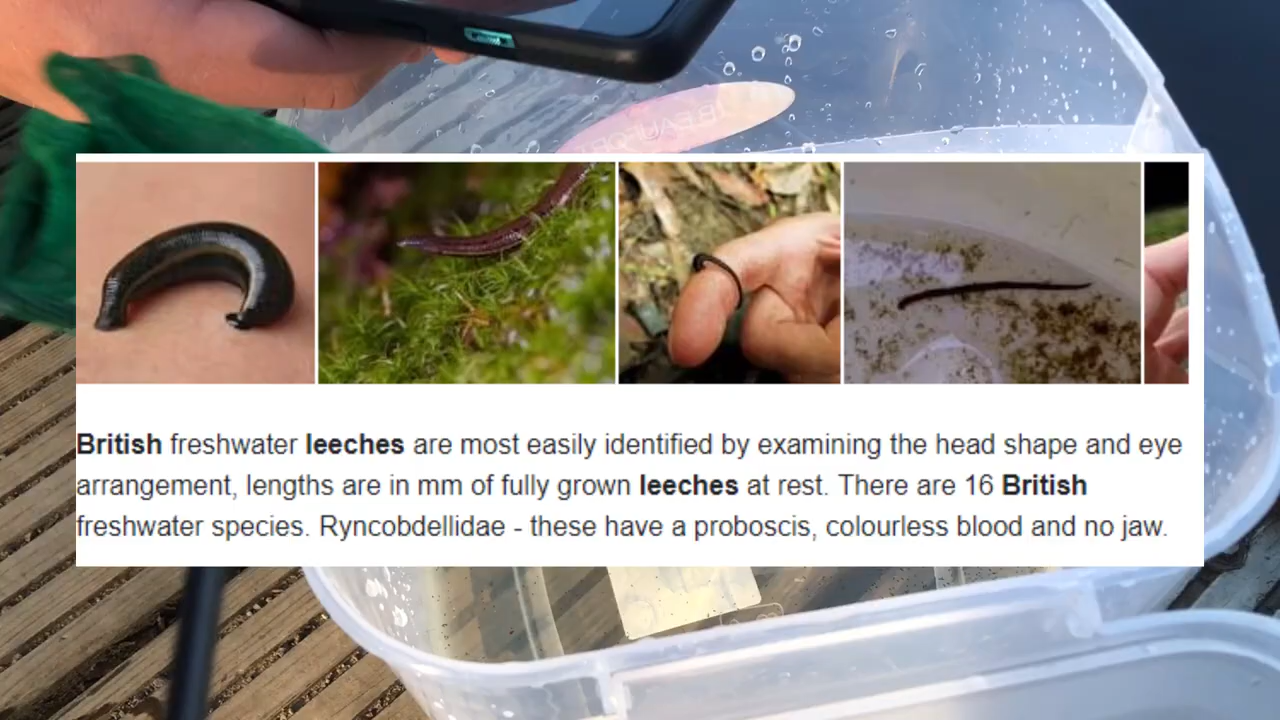 British freshwater leeches are most easily identified by examining the head shape and eye
arrangement, lengths are in mm of fully grown leeches at rest. There are 16 British
freshwater species. Ryncobdellidae - these have a proboscis, colourless blood and no jaw.